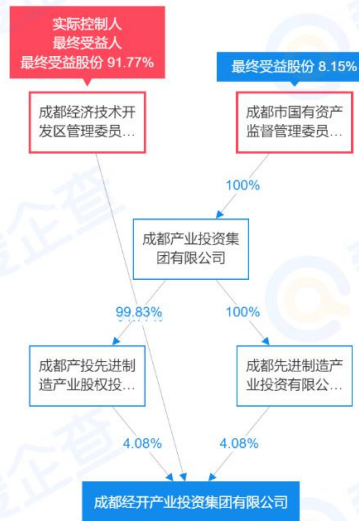 实际控制人
最终受益人
最终受益股份 91.77%
最终受益股份 8.15%
成都经济技术开
发区管理委员…
成都市国有资产
监督管理委员…
100%
成都产业投资集
团有限公司
99.83%
100%
成都产投先进制
造产业股权投…
成都先进制造产
业投资有限公…
4.08%
4.08%
成都经开产业投资集团有限公司